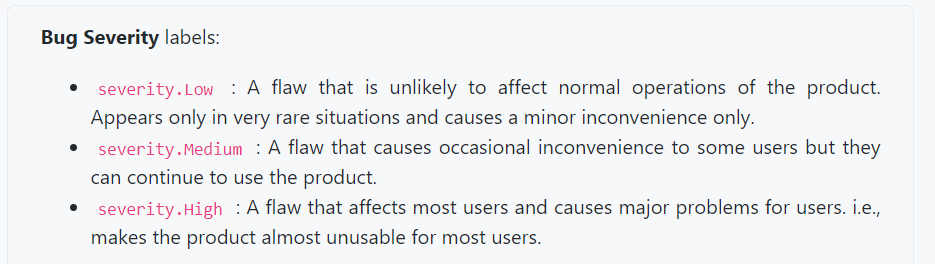 Bug Severity labels:
• severity.Low : A flaw that is unlikely to affect normal operations of the product.
Appears only in very rare situations and causes a minor inconvenience only.
• severity.Medium : A flaw that causes occasional inconvenience to some users but they
can continue to use the product.
• severity.High : A flaw that affects most users and causes major problems for users. i.e.,
makes the product almost unusable for most users.